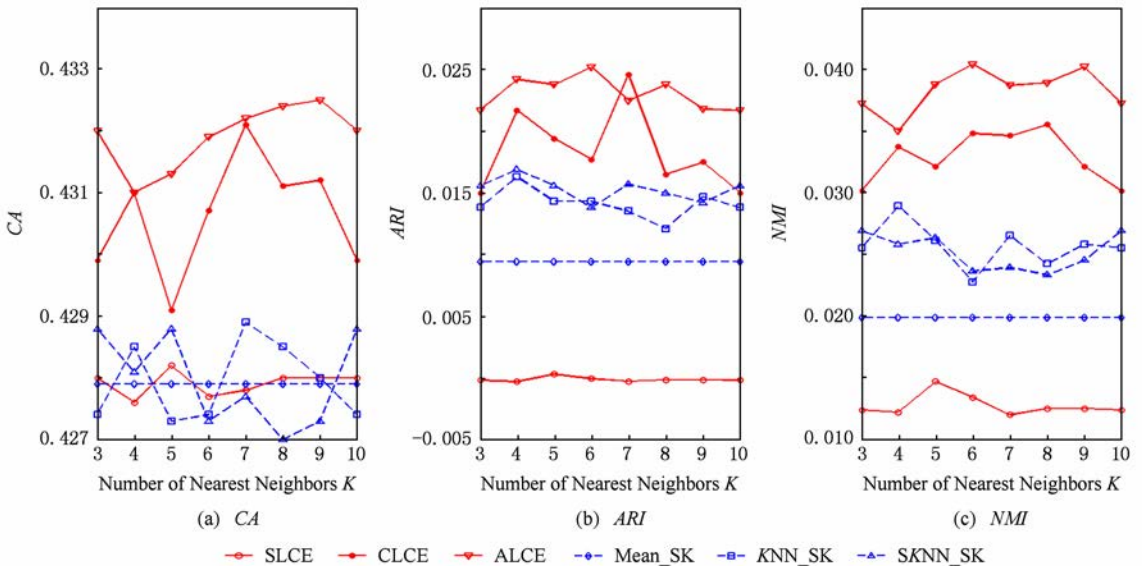 0.433
0.431
0.429
0.427
CA
3 4 5 6 7 8 9 10
Number of Nearest Neighbors K
(a) CA
0.025
0.015
0.005
−0.005
ARI
3 4 5 6 7 8 9 10
Number of Nearest Neighbors K
(b) ARI
0.040
0.030
0.020
0.010
NMI
3 4 5 6 7 8 9 10
Number of Nearest Neighbors K
(c) NMI
SLCE CLCE ALCE Mean_SK KNN_SK SKNN_SK